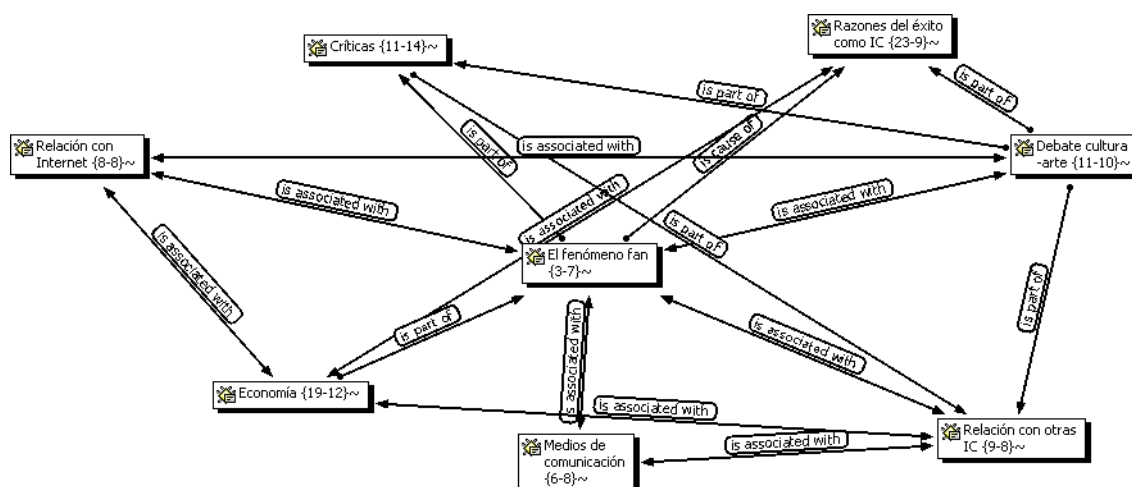 Razones del éxito
como IC {23-9}~
Críticas {11-14}~
is part of
is part of
Relación con
Internet {8-8}~
is associated with
Debate cultura
-arte {11-10}~
is part of
is cause of
is associated with
is associated with
is associated with
is part of
El fenómeno fan
{3-7}~
is associated with
is part of
is part of
is associated with
is associated with
Economía {19-12}~
is associated with
Relación con otras
IC {9-8}~
Medios de
comunicación
{6-8}~
is associated with